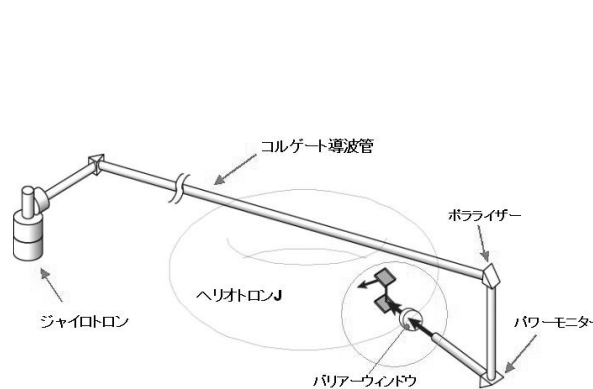 コルゲート導波管
ポラライザー
ヘリオトロンJ
ジャイロトロン
パワーモニター
バリアーウィンドウ